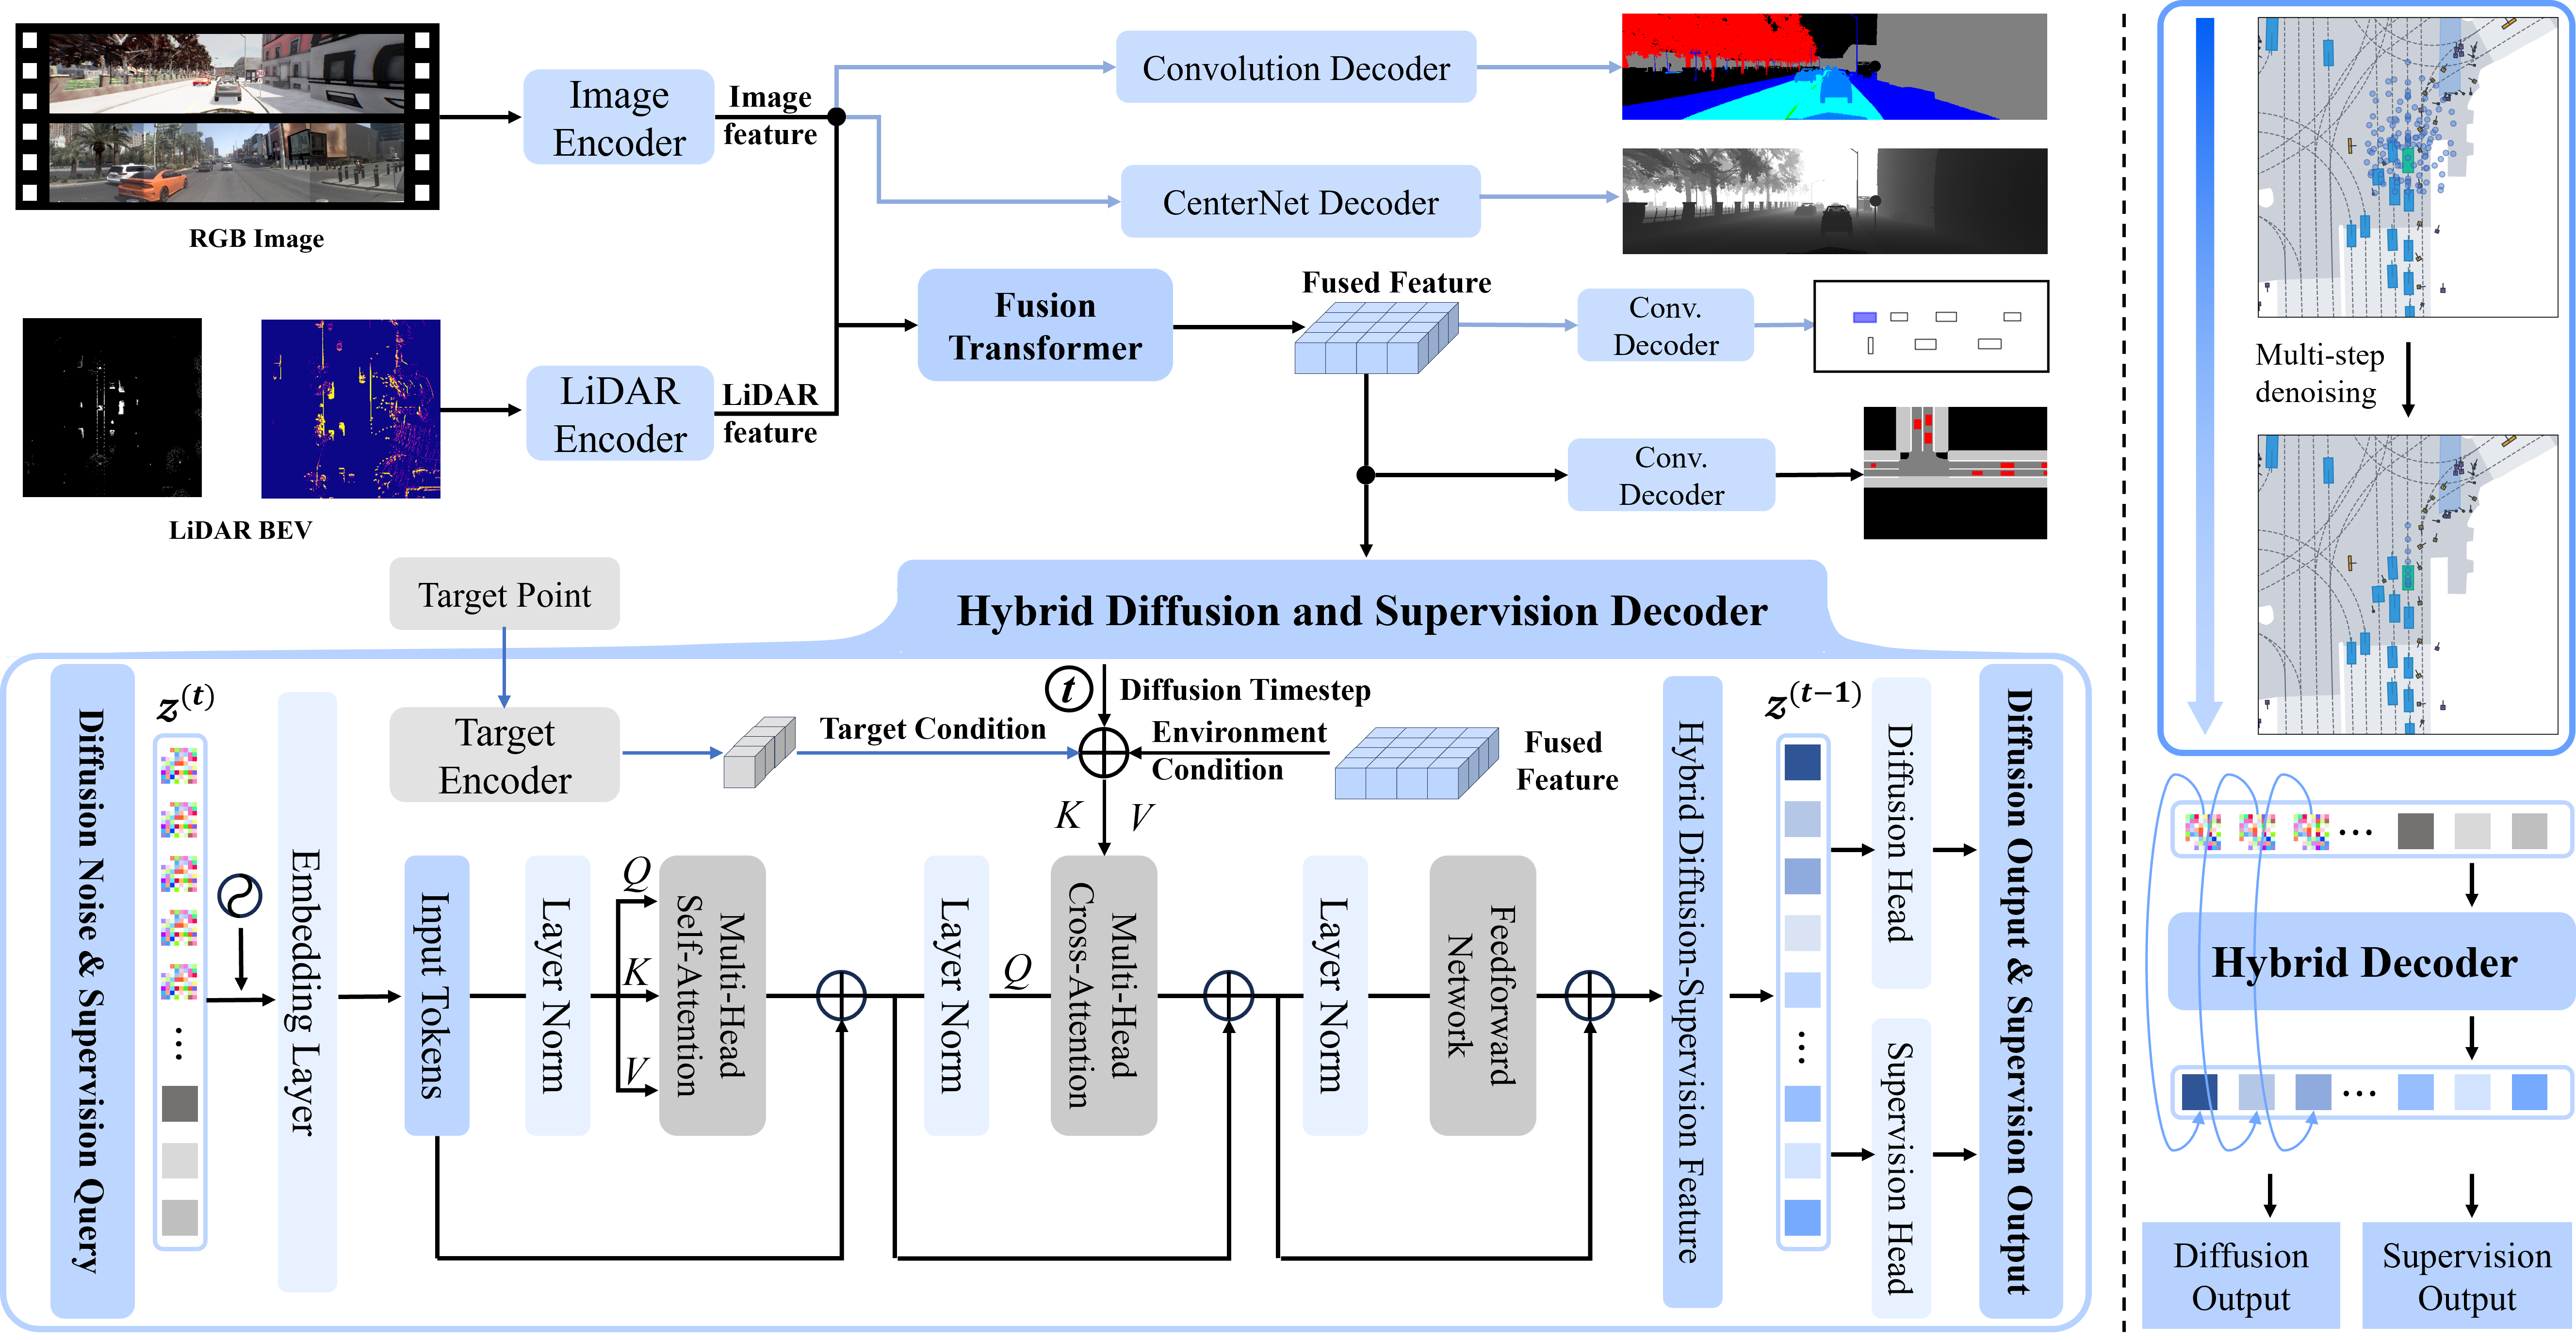 RGB Image
Image
Encoder
Image
feature
Convolution Decoder
CenterNet Decoder
LiDAR BEV
LiDAR
Encoder
LiDAR
feature
Fusion
Transformer
Fused Feature
Conv.
Decoder
Conv.
Decoder
Target Point
Hybrid Diffusion and Supervision Decoder
Diffusion Noise & Supervision Query
z(t)
Embedding Layer
Target
Encoder
Target Condition
t
Diffusion Timestep
Environment
Condition
Fused
Feature
K
V
Input Tokens
Layer Norm
Q
K
V
Multi-Head
Self-Attention
Layer Norm
Q
Multi-Head
Cross-Attention
Layer Norm
Feedforward
Network
Hybrid Diffusion-Supervision Feature
z(t−1)
...
...
Diffusion Head
Supervision Head
Diffusion Output & Supervision Output
Multi-step
denoising
...
Hybrid Decoder
...
Diffusion
Output
Supervision
Output